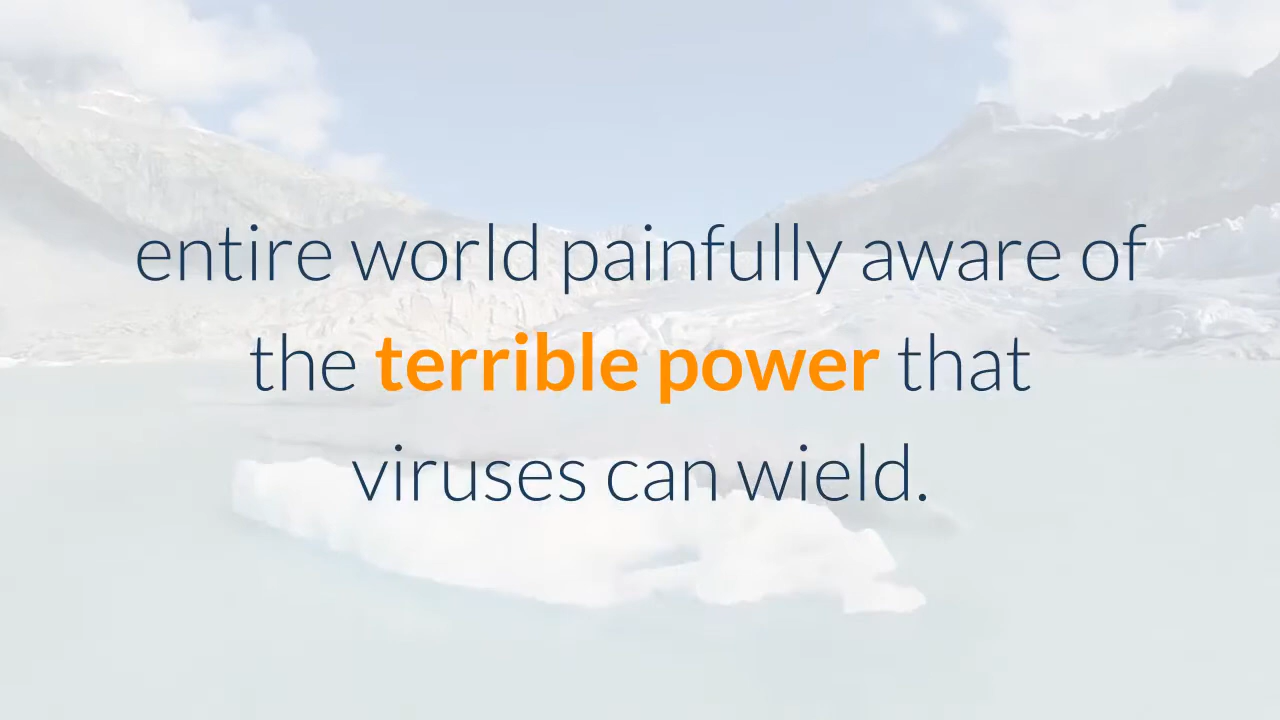 entire world painfully aware of
the terrible power that
viruses can wield.